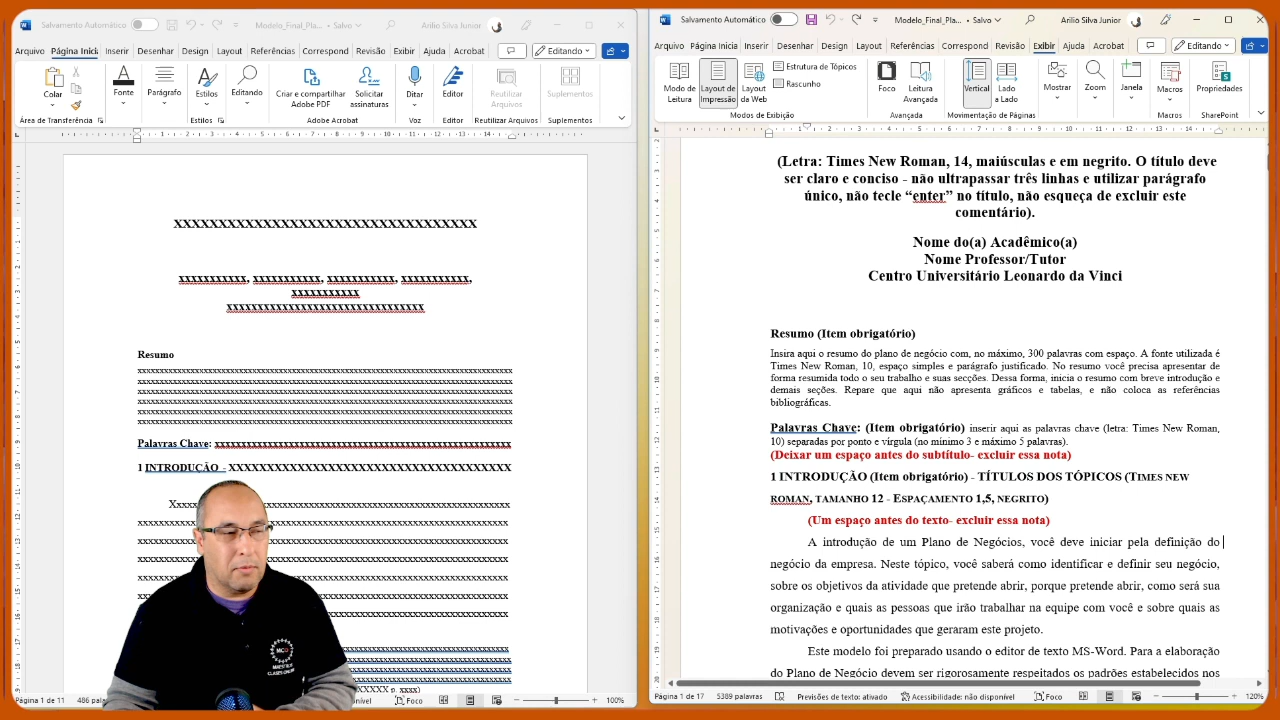 Salvamento Automático
Modelo_Final_Pla... • Salvo
Arilio Silva Junior
Arquivo Página Inici Inserir Desenhar Design Layout Referências Correspond Revisão Exibir Ajuda Acrobat
Editando
Colar
Fonte
Parágrafo
Estilos
Editando
Criar e compartilhar Adobe PDF
Solicitar assinaturas
Ditar
Editor
Reutilizar Arquivos
Suplementos
Área de Transferência
Estilos
Adobe Acrobat
Voz
Editor
Reutilizar Arquivos
Suplementos
Resumo
Palavras Chave:
1 INTRODUÇÃO -
Página 1 de 11
Foco
100%
MCO
Salvamento Automático
Modelo_Final_Pla... • Salvo
Arilio Silva Junior
Arquivo Página Inicia Inserir Desenhar Design Layout Referências Correspond Revisão Exibir Ajuda Acrobat
Editando
Modo de Leitura
Layout de Impressão
Layout da Web
Estrutura de Tópicos
Rascunho
Foco
Leitura Avançada
Vertical
Lado a Lado
Mostrar
Zoom
Janela
Macros
Propriedades
Modos de Exibição
Avançada
Movimentação de Páginas
Macros
SharePoint
(Letra: Times New Roman, 14, maiúsculas e em negrito. O título deve
ser claro e conciso - não ultrapassar três linhas e utilizar parágrafo
único, não tecle “enter” no título, não esqueça de excluir este
comentário).
Nome do(a) Acadêmico(a)
Nome Professor/Tutor
Centro Universitário Leonardo da Vinci
Resumo (Item obrigatório)
Insira aqui o resumo do plano de negócio com, no máximo, 300 palavras com espaço. A fonte utilizada é
Times New Roman, 10, espaço simples e parágrafo justificado. No resumo você precisa apresentar de
forma resumida todo o seu trabalho e suas secções. Dessa forma, inicia o resumo com breve introdução e
demais seções. Repare que aqui não apresenta gráficos e tabelas, e não coloca as referências
bibliográficas.
Palavras Chave: (Item obrigatório) inserir aqui as palavras chave (letra: Times New Roman,
10) separadas por ponto e vírgula (no mínimo 3 e máximo 5 palavras).
(Deixar um espaço antes do subtítulo- excluir essa nota)
1 INTRODUÇÃO (Item obrigatório) - TÍTULOS DOS TÓPICOS (TIMES NEW
ROMAN, TAMANHO 12 - ESPAÇAMENTO 1,5, NEGRITO)
(Um espaço antes do texto- excluir essa nota)
A introdução de um Plano de Negócios, você deve iniciar pela definição do
negócio da empresa. Neste tópico, você saberá como identificar e definir seu negócio,
sobre os objetivos da atividade que pretende abrir, porque pretende abrir, como será sua
organização e quais as pessoas que irão trabalhar na equipe com você e sobre quais as
motivações e oportunidades que geraram este projeto.
Este modelo foi preparado usando o editor de texto MS-Word. Para a elaboração
do Plano de Negócio devem ser rigorosamente respeitados os padrões estabelecidos nos
Página 1 de 17
5389 palavras
Previsões de texto: ativado
Acessibilidade: não disponível
Foco
120%